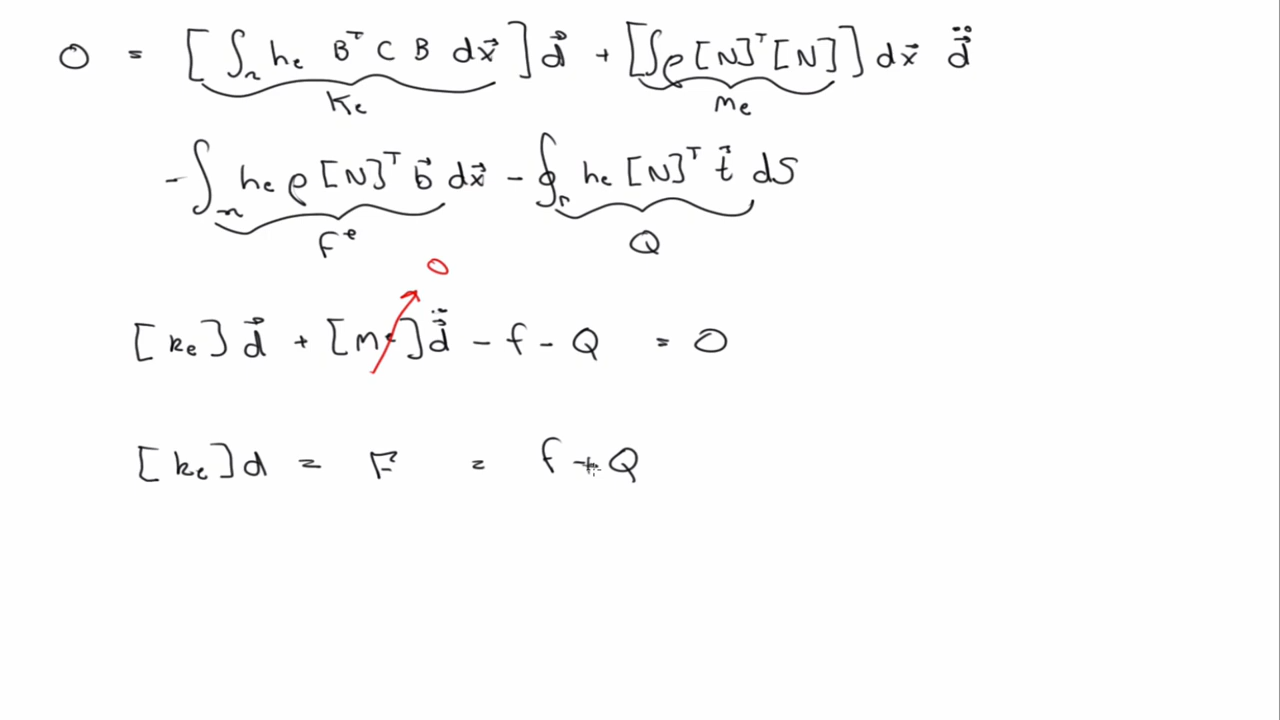 0 = [ ∫_Ω h_e B^T C B dx⃗ ] d⃗ + [ ∫ρ [N]^T [N] ] dx⃗ d⃗̈
K_e m_e
- ∫_Ω h_e ρ [N]^T b⃗ dx⃗ - ∮_Γ h_e [N]^T t⃗ dS
F^e Q
[k_e] d⃗ + [m_e] d⃗̈ - f - Q = 0
0
[k_e] d = F = f + Q